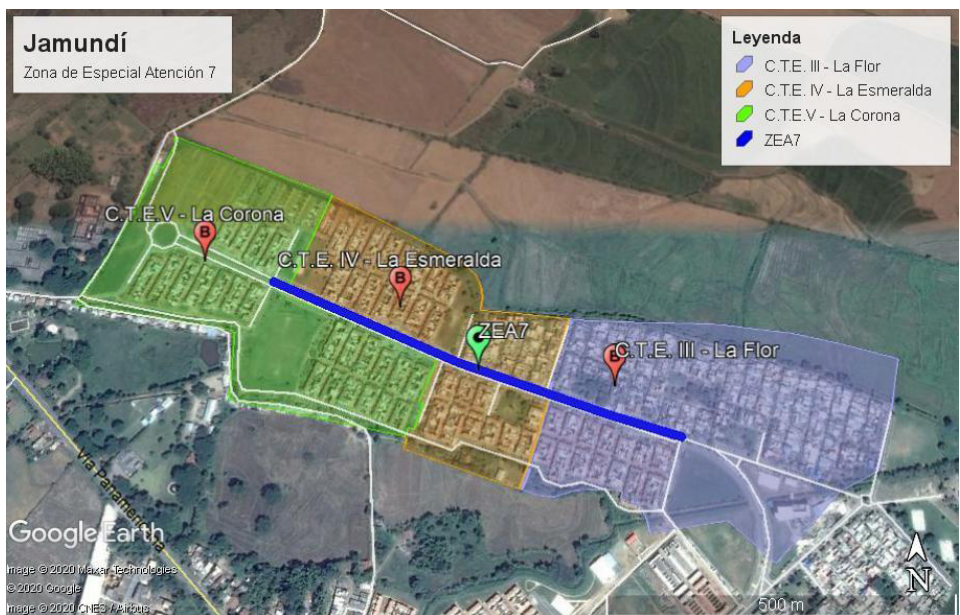 Jamundí
Zona de Especial Atención 7
Leyenda
C.T.E. III - La Flor
C.T.E. IV - La Esmeralda
C.T.E.V - La Corona
ZEA7
C.T.E.V - La Corona
B
C.T.E. IV - La Esmeralda
B
ZEA7
C.T.E. III - La Flor
B
Vía Panamericana
Google Earth
Image © 2020 Maxar Technologies
© 2020 Google
Image © 2020 CNES / Airbus
N
500 m